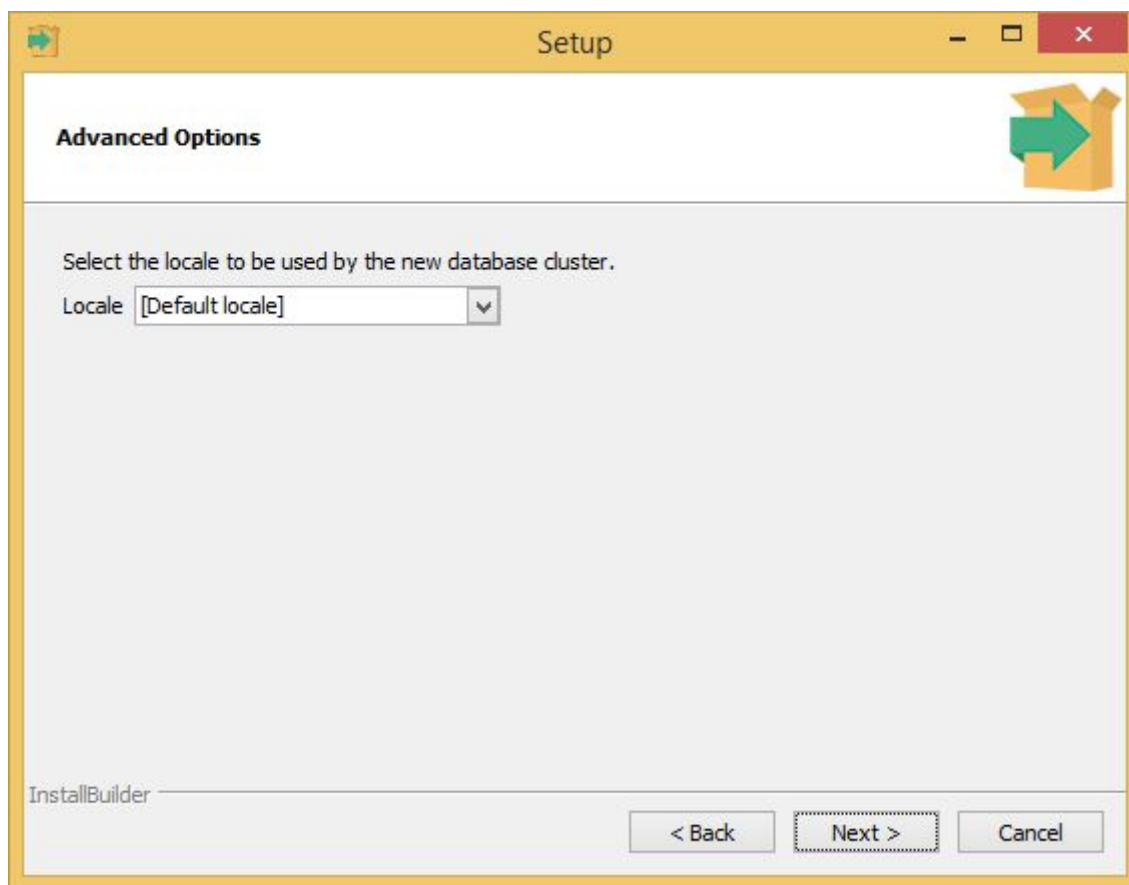 Setup
Advanced Options
Select the locale to be used by the new database cluster.
Locale [Default locale]
InstallBuilder
< Back Next > Cancel